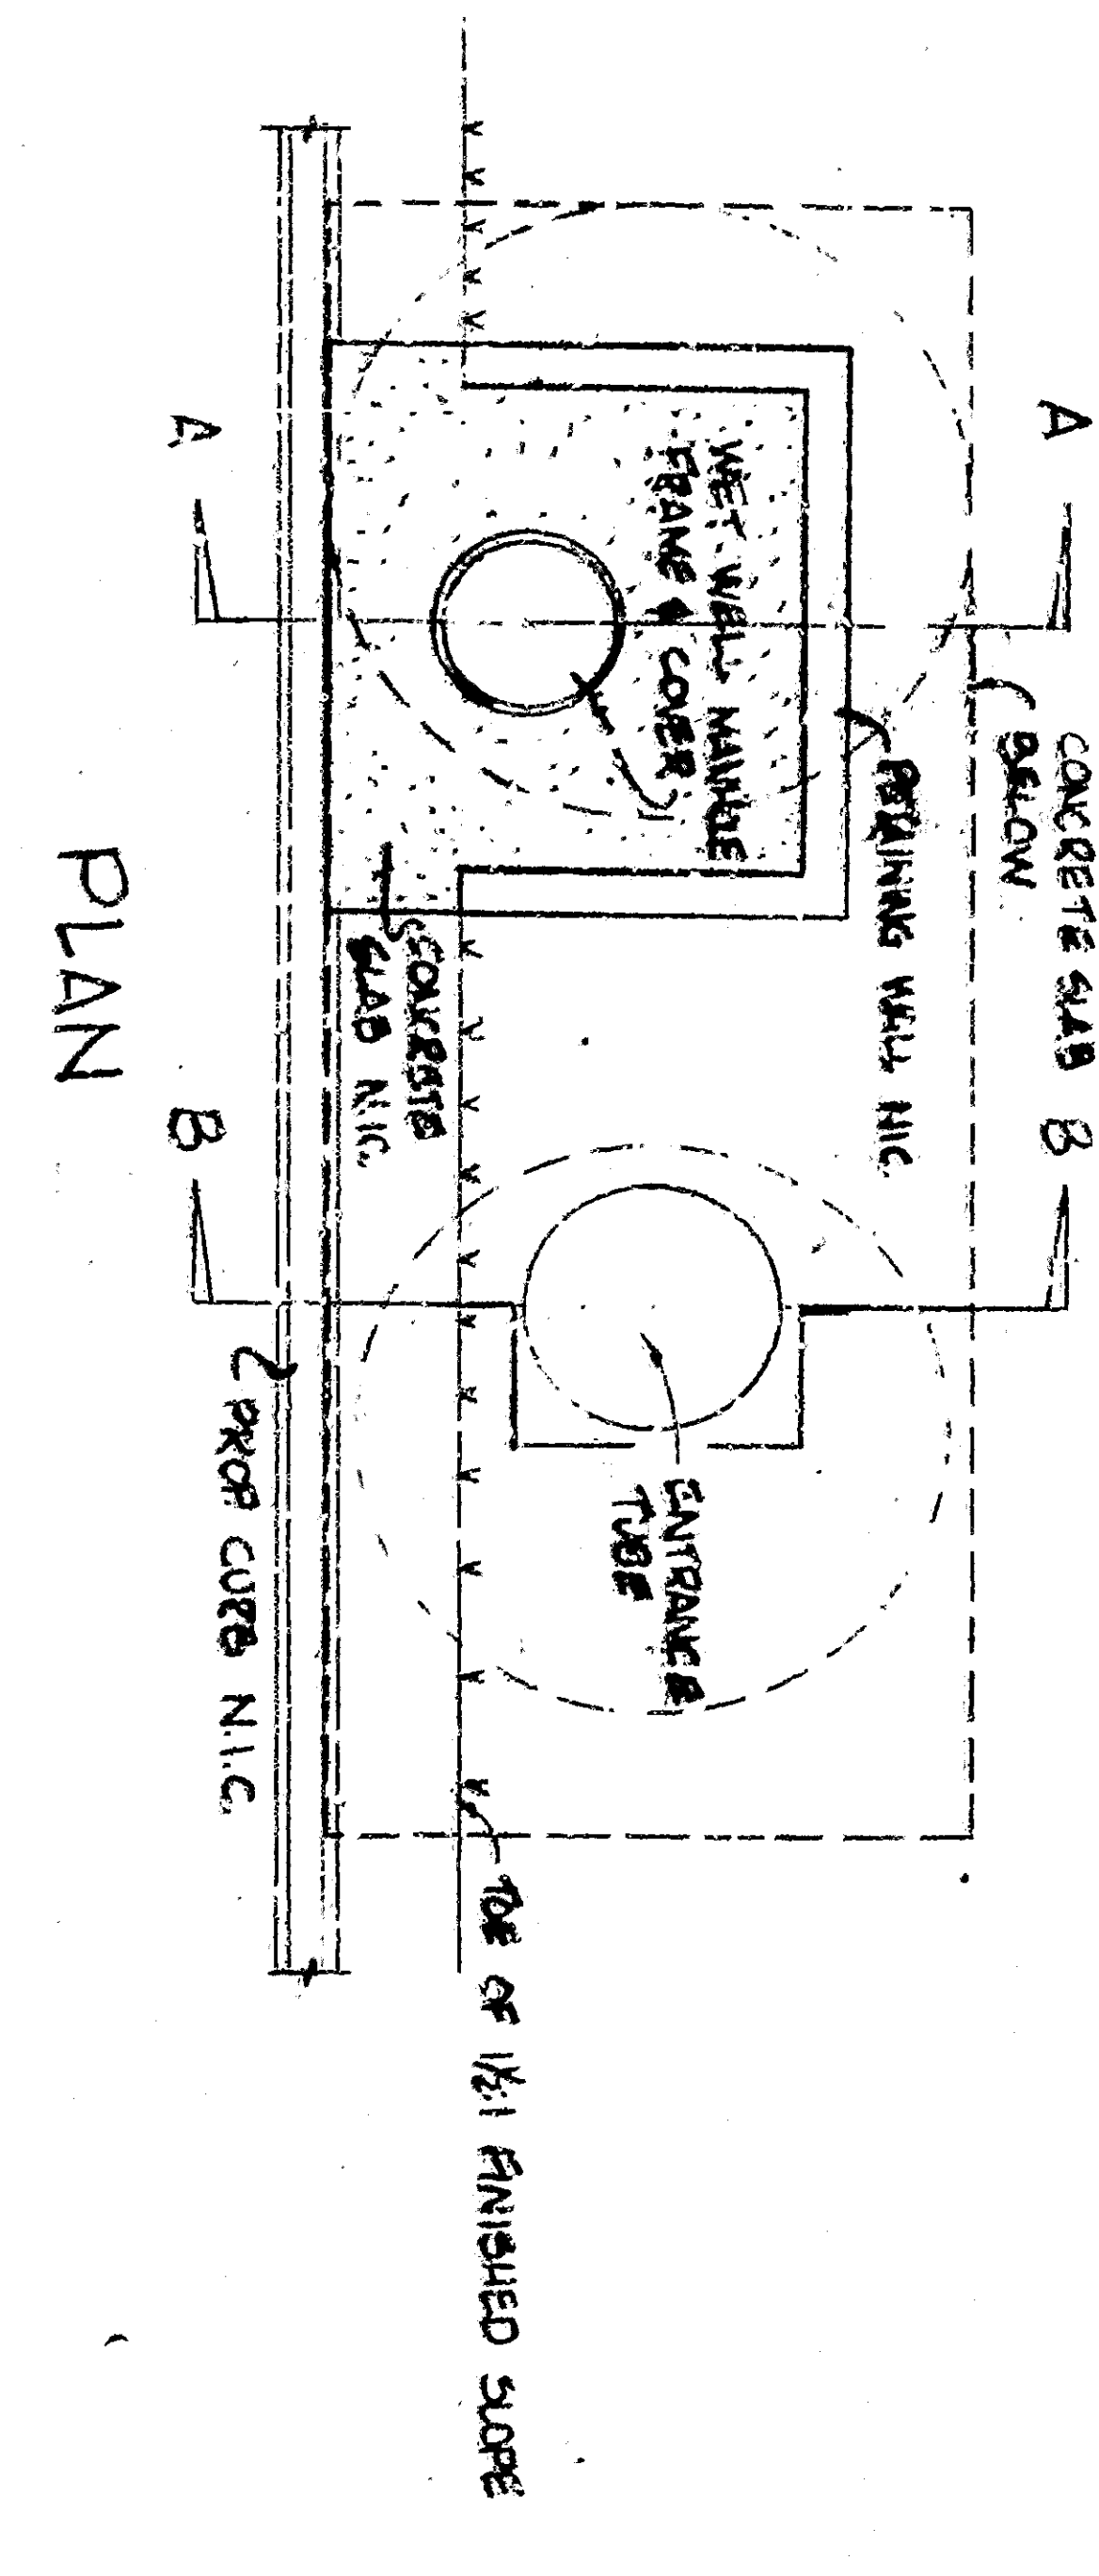 CONCRETE SLAB
BELOW
A
A
B
B
RETAINING WALL NIC.
WET WELL MANHOLE
FRAME & COVER
ENTRANCE
TUBE
TOE OF 1½:1 FINISHED SLOPE
CONCRETE
SLAB N.I.C.
PROP CURB N.I.C.
PLAN